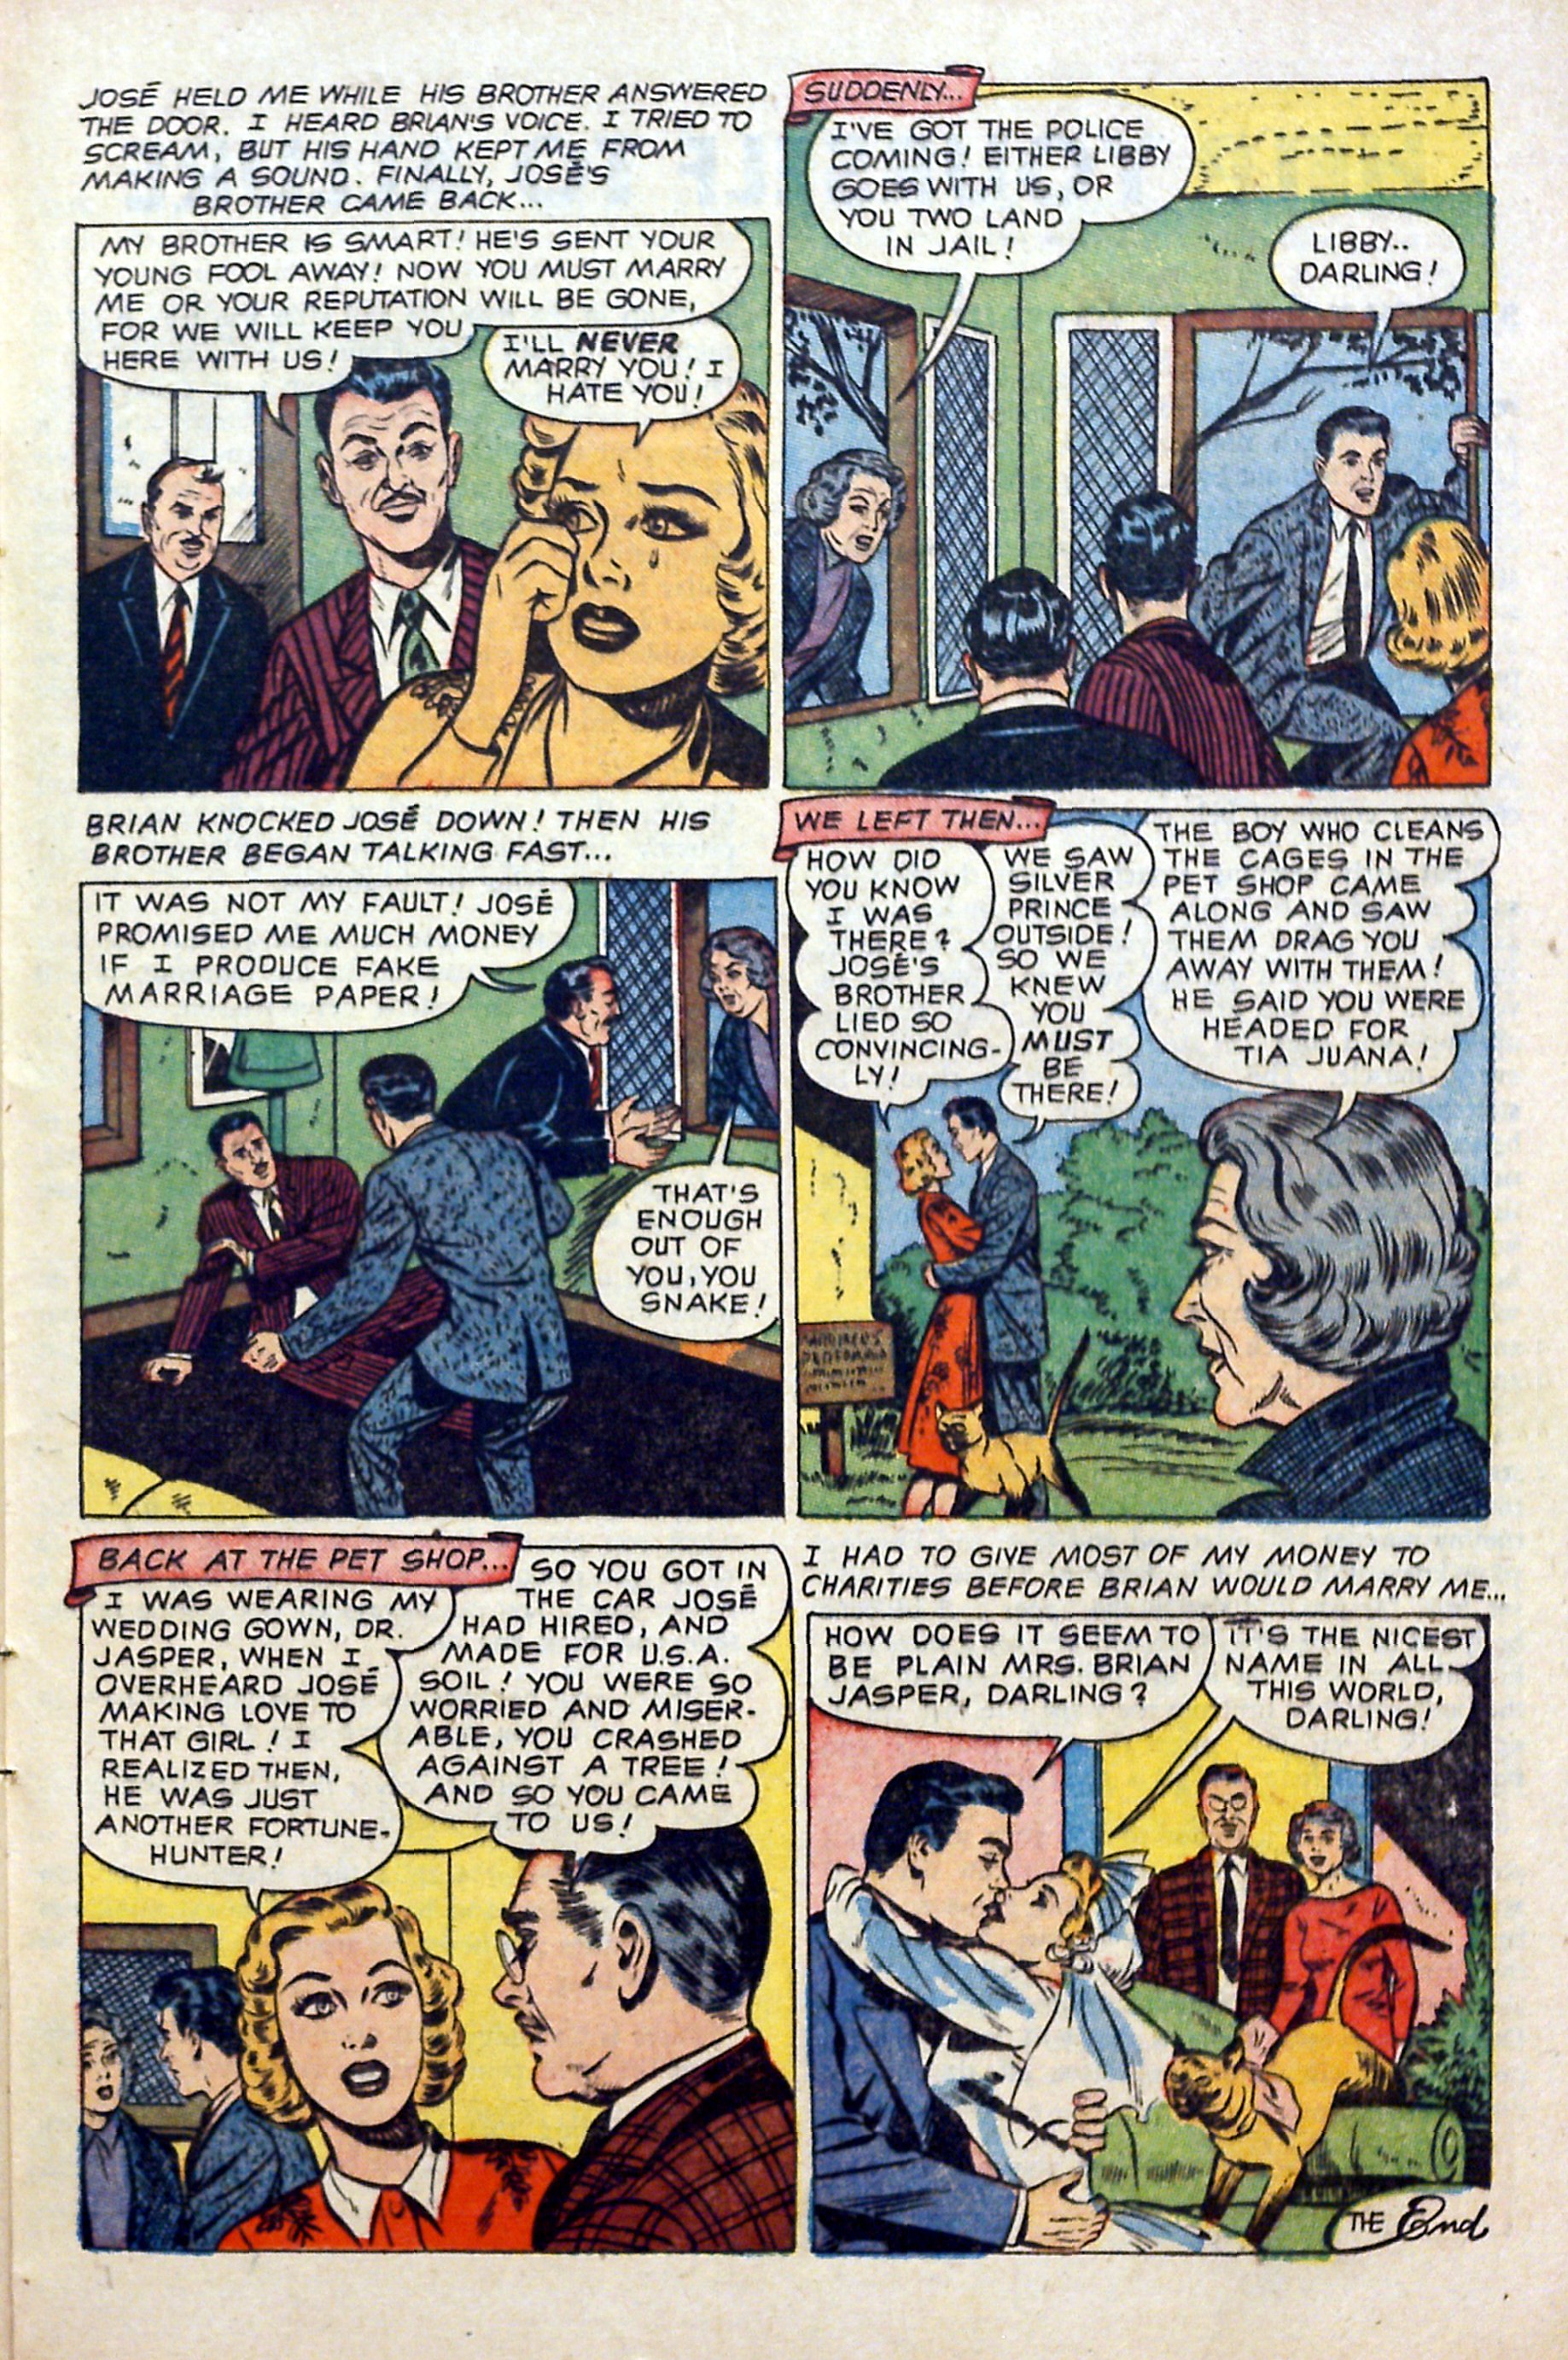 JOSÉ HELD ME WHILE HIS BROTHER ANSWERED
THE DOOR. I HEARD BRIAN'S VOICE. I TRIED TO
SCREAM, BUT HIS HAND KEPT ME FROM
MAKING A SOUND. FINALLY, JOSÉ'S
BROTHER CAME BACK...
MY BROTHER IS SMART! HE'S SENT YOUR
YOUNG FOOL AWAY! NOW YOU MUST MARRY
ME OR YOUR REPUTATION WILL BE GONE,
FOR WE WILL KEEP YOU
HERE WITH US!
I'LL NEVER
MARRY YOU! I
HATE YOU!
SUDDENLY...
I'VE GOT THE POLICE
COMING! EITHER LIBBY
GOES WITH US, OR
YOU TWO LAND
IN JAIL!
LIBBY..
DARLING!
BRIAN KNOCKED JOSÉ DOWN! THEN HIS
BROTHER BEGAN TALKING FAST...
IT WAS NOT MY FAULT! JOSÉ
PROMISED ME MUCH MONEY
IF I PRODUCE FAKE
MARRIAGE PAPER!
THAT'S
ENOUGH
OUT OF
YOU, YOU
SNAKE!
WE LEFT THEN...
HOW DID
YOU KNOW
I WAS
THERE?
JOSÉ'S
BROTHER
LIED SO
CONVINCING-
LY!
WE SAW
SILVER
PRINCE
OUTSIDE!
SO WE
KNEW
YOU
MUST
BE
THERE!
THE BOY WHO CLEANS
THE CAGES IN THE
PET SHOP CAME
ALONG AND SAW
THEM DRAG YOU
AWAY WITH THEM!
HE SAID YOU WERE
HEADED FOR
TIA JUANA!
BACK AT THE PET SHOP...
I WAS WEARING MY
WEDDING GOWN, DR.
JASPER, WHEN I
OVERHEARD JOSÉ
MAKING LOVE TO
THAT GIRL! I
REALIZED THEN,
HE WAS JUST
ANOTHER FORTUNE-
HUNTER!
SO YOU GOT IN
THE CAR JOSÉ
HAD HIRED, AND
MADE FOR U.S.A.
SOIL! YOU WERE SO
WORRIED AND MISER-
ABLE, YOU CRASHED
AGAINST A TREE!
AND SO YOU CAME
TO US!
I HAD TO GIVE MOST OF MY MONEY TO
CHARITIES BEFORE BRIAN WOULD MARRY ME...
HOW DOES IT SEEM TO
BE PLAIN MRS. BRIAN
JASPER, DARLING?
IT'S THE NICEST
NAME IN ALL
THIS WORLD,
DARLING!
THE End